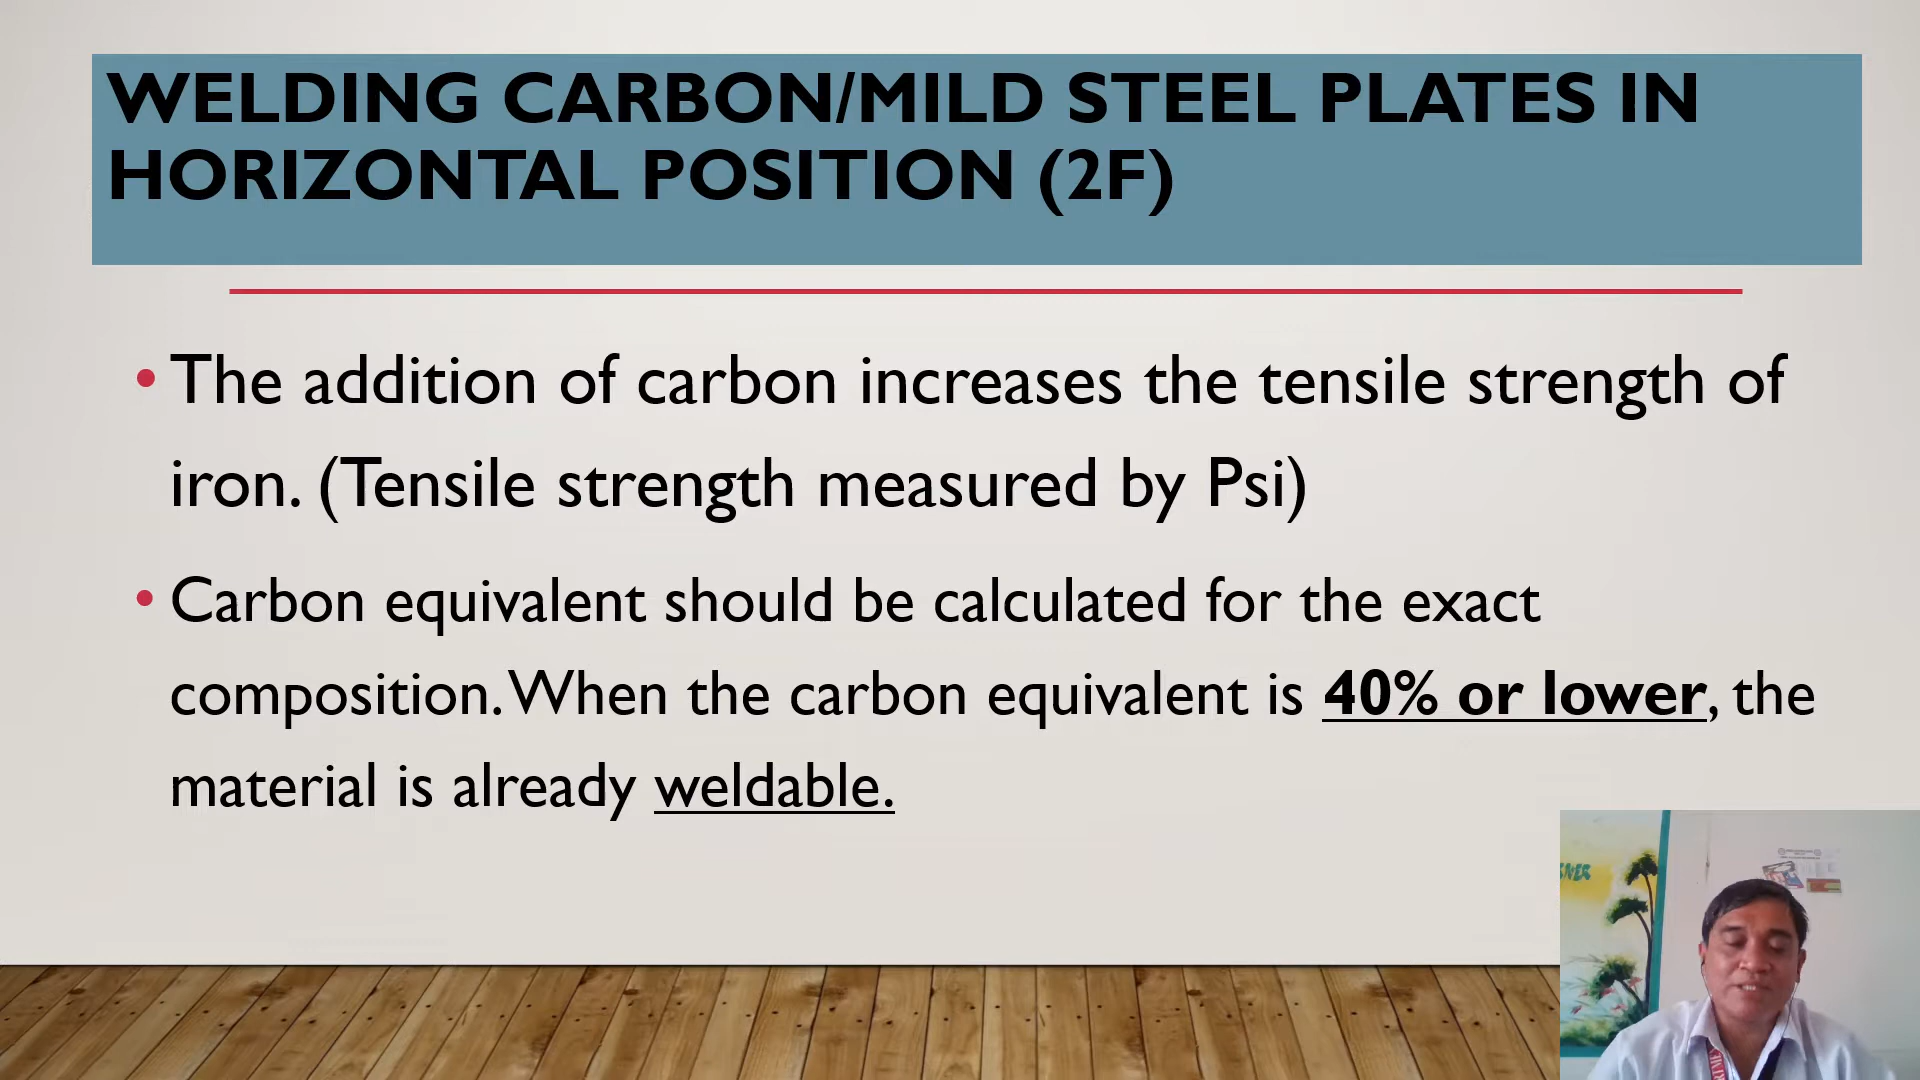 WELDING CARBON/MILD STEEL PLATES IN
HORIZONTAL POSITION (2F)
• The addition of carbon increases the tensile strength of
iron. (Tensile strength measured by Psi)
• Carbon equivalent should be calculated for the exact
composition. When the carbon equivalent is 40% or lower, the
material is already weldable.